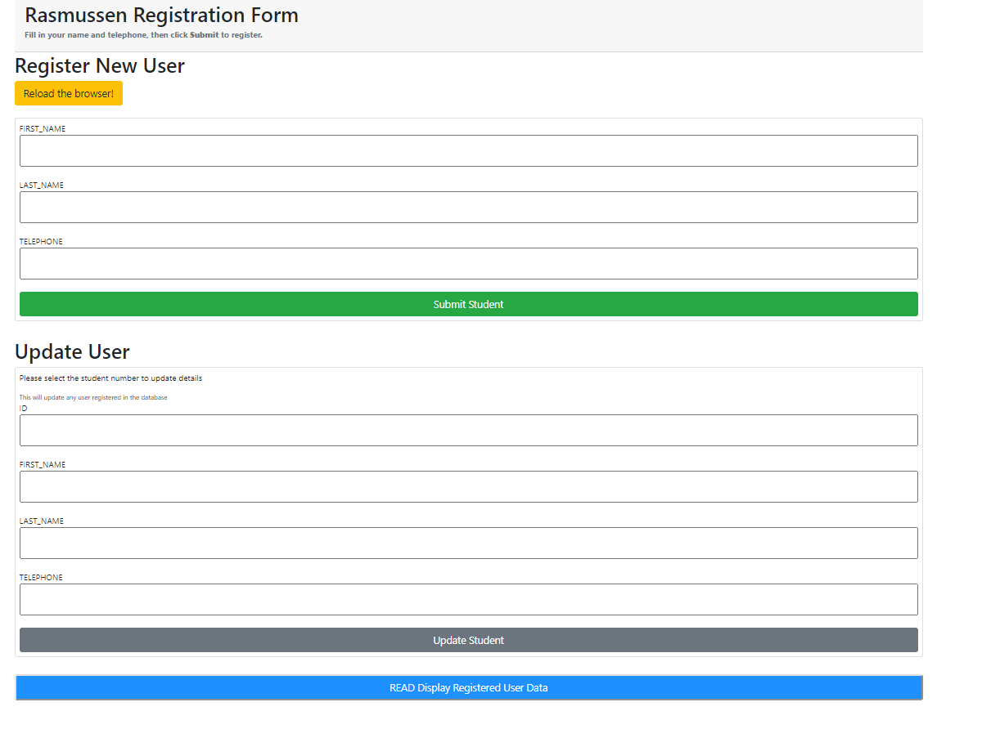 Rasmussen Registration Form
Fill in your name and telephone, then click Submit to register.
Register New User
Reload the browser!
FIRST_NAME
LAST_NAME
TELEPHONE
Submit Student
Update User
Please select the student number to update details
This will update any user registered in the database
ID
FIRST_NAME
LAST_NAME
TELEPHONE
Update Student
READ Display Registered User Data